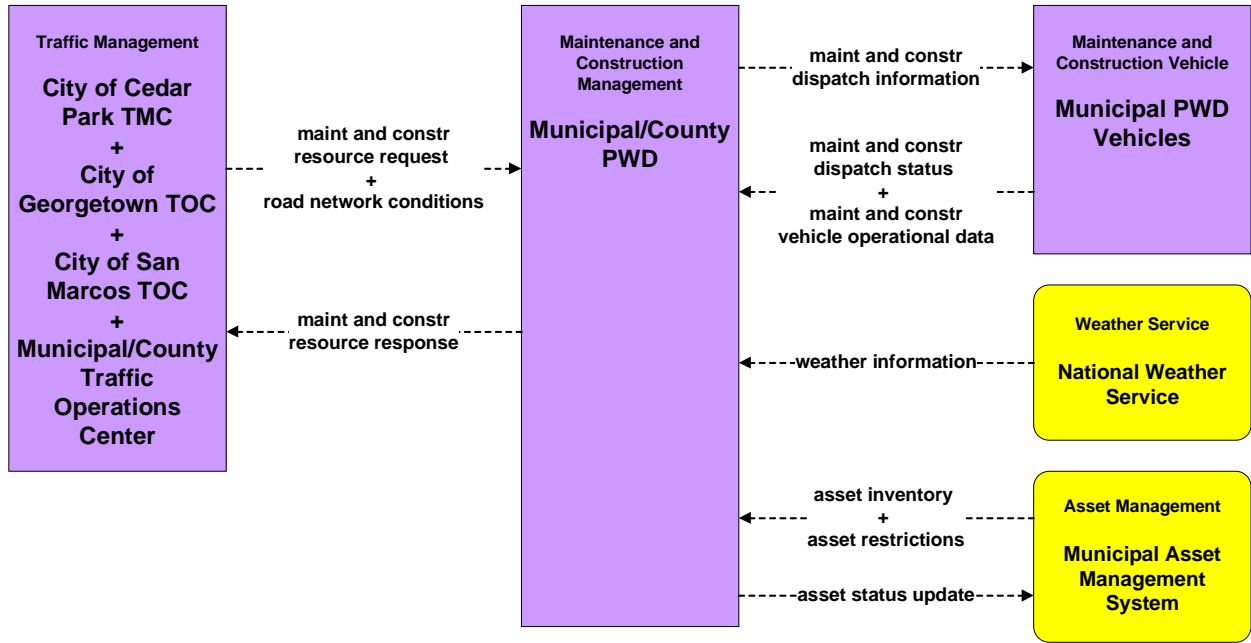 Traffic Management
City of Cedar
Park TMC
+
City of
Georgetown TOC
+
City of San
Marcos TOC
+
Municipal/County
Traffic
Operations
Center
maint and constr
resource request
+
road network conditions
maint and constr
resource response
Maintenance and
Construction
Management
Municipal/County
PWD
maint and constr
dispatch information
maint and constr
dispatch status
+
maint and constr
vehicle operational data
weather information
asset inventory
+
asset restrictions
asset status update
Maintenance and
Construction Vehicle
Municipal PWD
Vehicles
Weather Service
National Weather
Service
Asset Management
Municipal Asset
Management
System